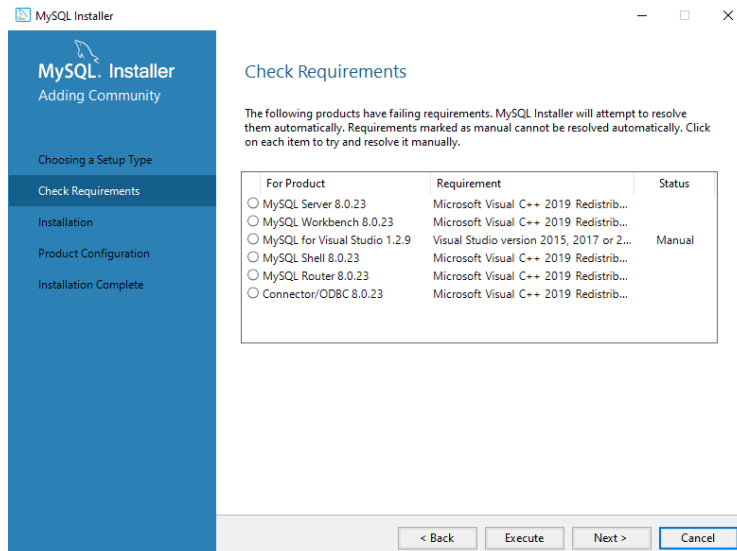 MySQL Installer
MySQL. Installer
Adding Community
Choosing a Setup Type
Check Requirements
Installation
Product Configuration
Installation Complete
Check Requirements
The following products have failing requirements. MySQL Installer will attempt to resolve
them automatically. Requirements marked as manual cannot be resolved automatically. Click
on each item to try and resolve it manually.
For Product Requirement Status
MySQL Server 8.0.23 Microsoft Visual C++ 2019 Redistrib...
MySQL Workbench 8.0.23 Microsoft Visual C++ 2019 Redistrib...
MySQL for Visual Studio 1.2.9 Visual Studio version 2015, 2017 or 2... Manual
MySQL Shell 8.0.23 Microsoft Visual C++ 2019 Redistrib...
MySQL Router 8.0.23 Microsoft Visual C++ 2019 Redistrib...
Connector/ODBC 8.0.23 Microsoft Visual C++ 2019 Redistrib...
< Back Execute Next > Cancel